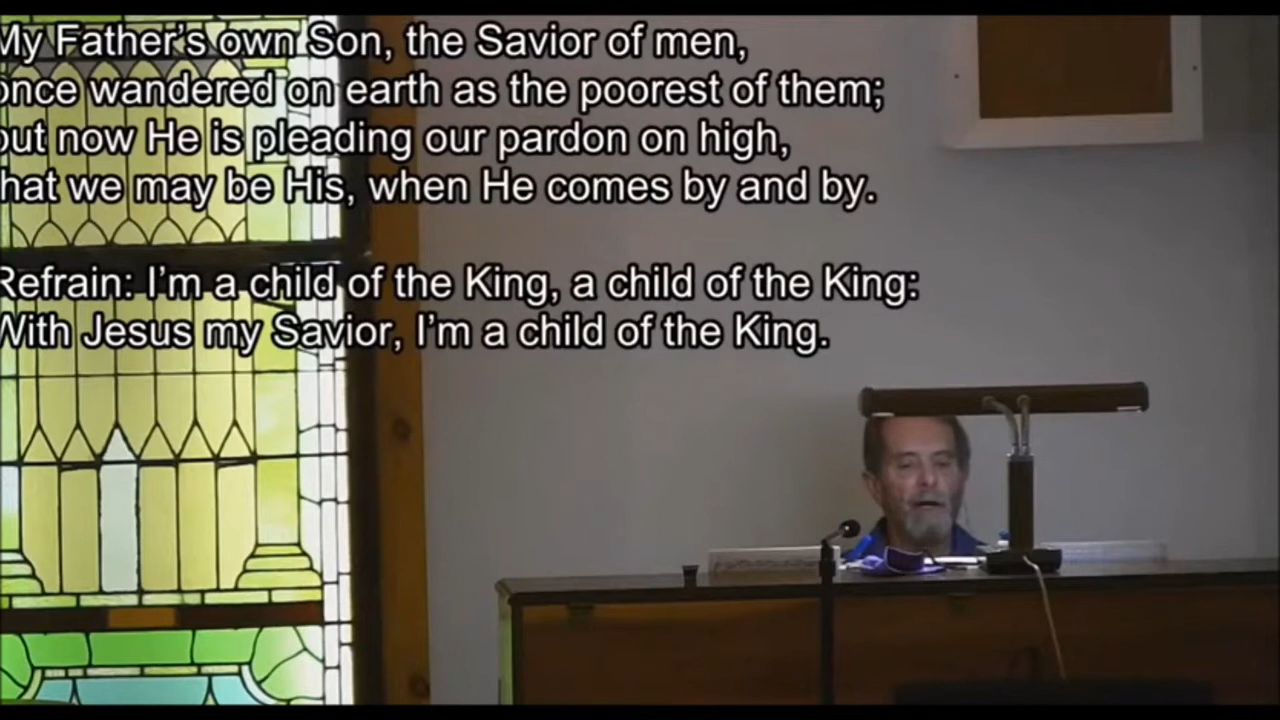 My Father's own Son, the Savior of men,
once wandered on earth as the poorest of them;
but now He is pleading our pardon on high,
that we may be His, when He comes by and by.
Refrain: I'm a child of the King, a child of the King:
With Jesus my Savior, I'm a child of the King.